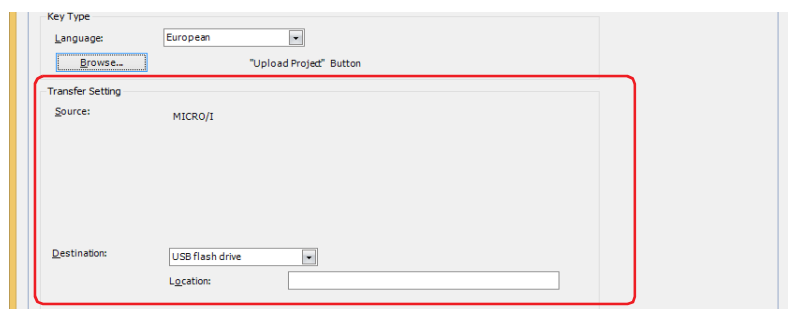 Key Type
Language: European
Browse... "Upload Project" Button
Transfer Setting
Source: MICRO/I
Destination: USB flash drive
Location: